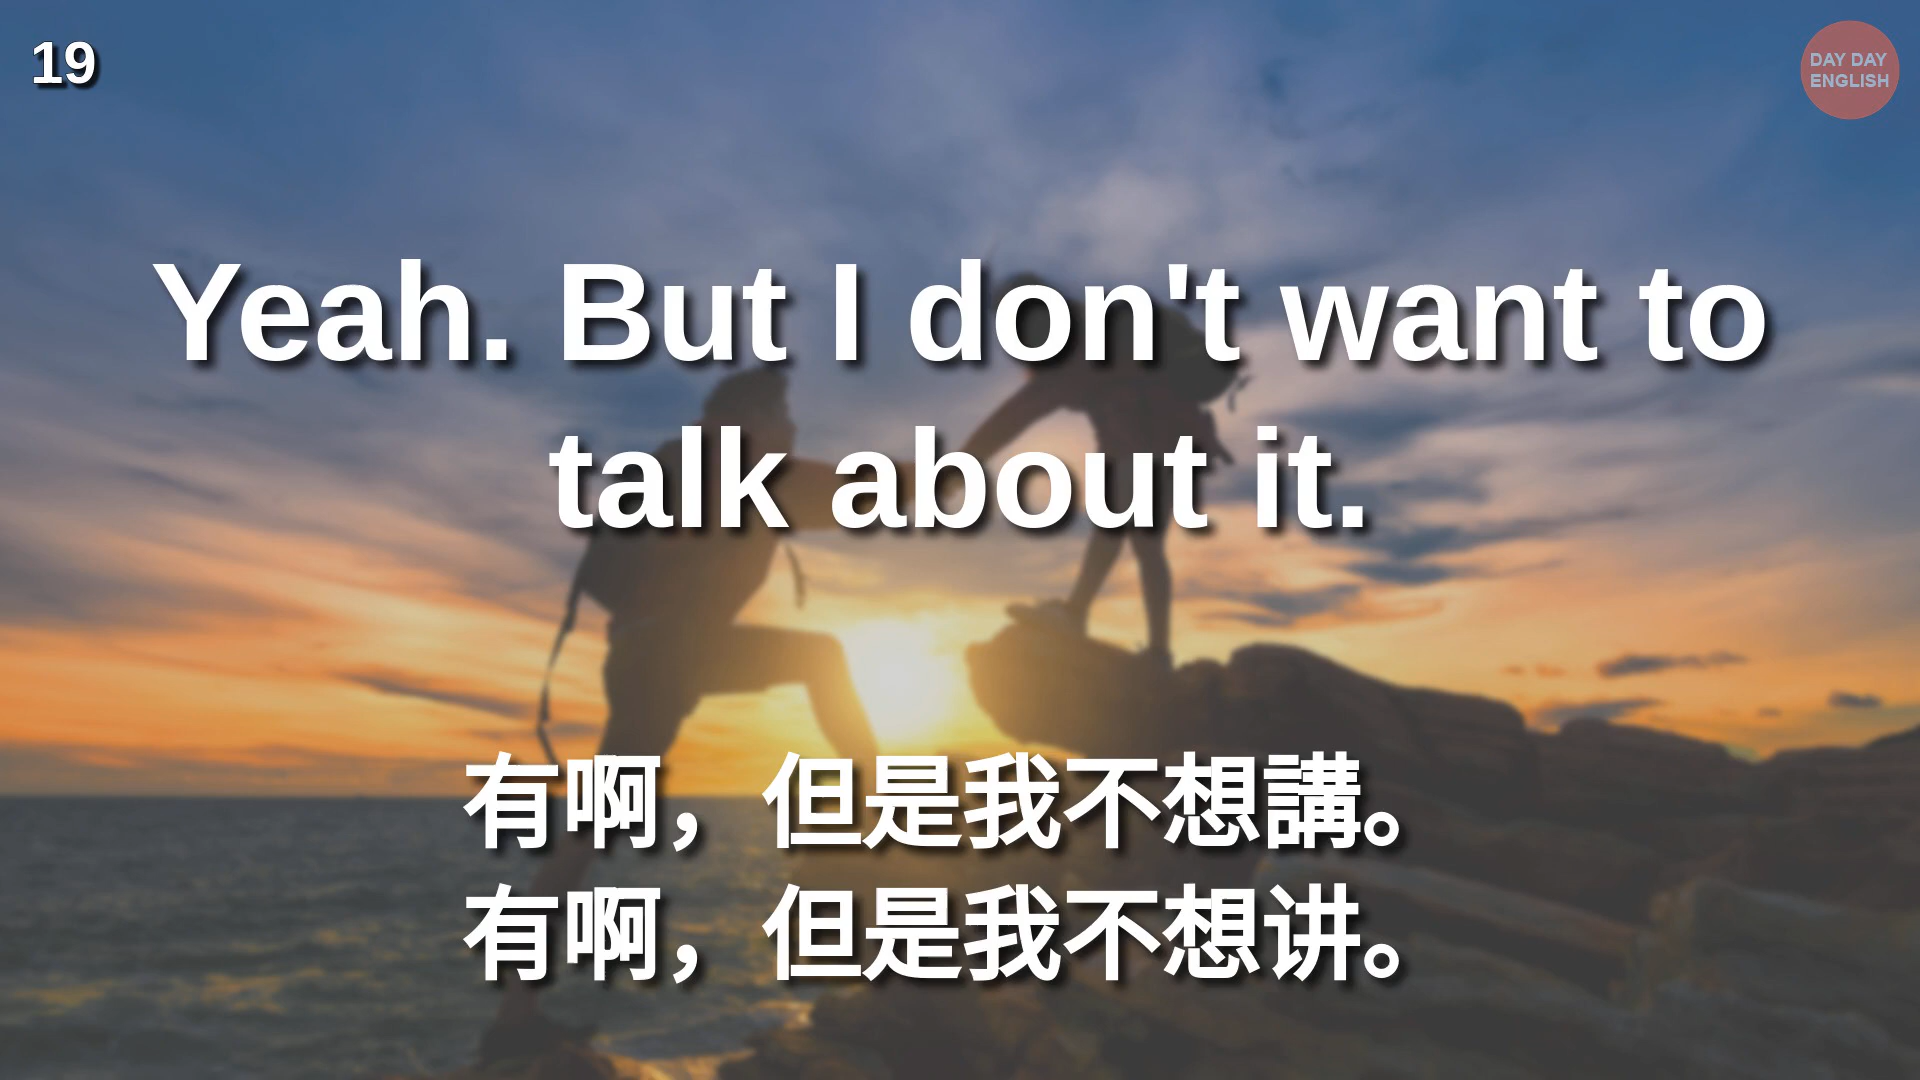 19
DAY DAY
ENGLISH
Yeah. But I don't want to
talk about it.
有啊，但是我不想講。
有啊，但是我不想讲。